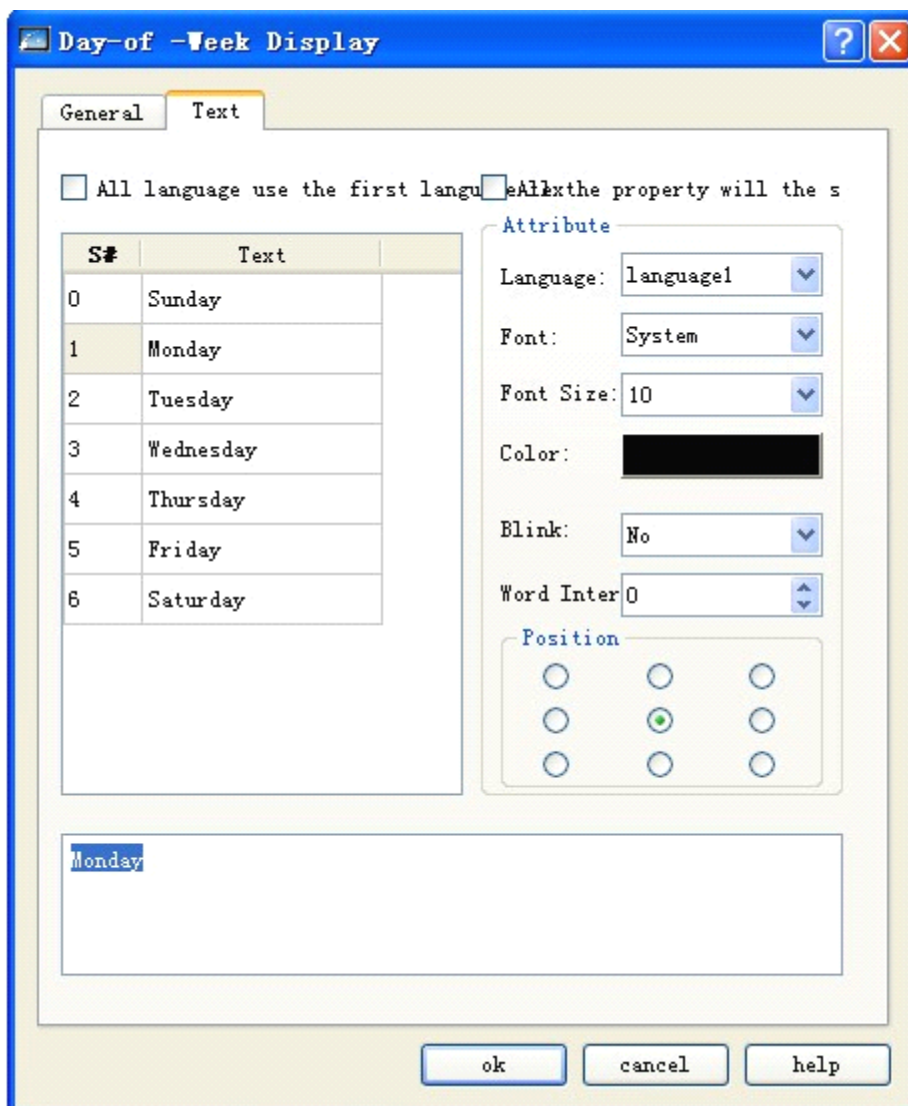 Day-of -Week Display
General Text
All language use the first langu All the property will the s
S# Text
0 Sunday
1 Monday
2 Tuesday
3 Wednesday
4 Thursday
5 Friday
6 Saturday
Attribute
Language: language1
Font: System
Font Size: 10
Color:
Blink: No
Word Inter 0
Position
Monday
ok cancel help